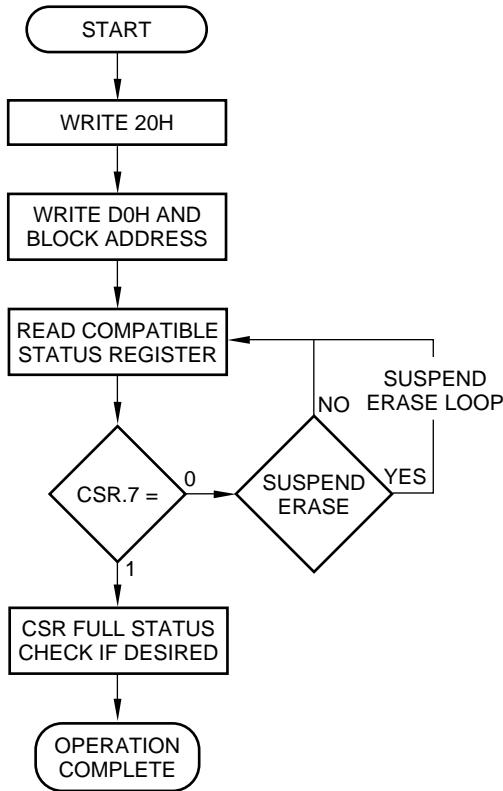 START
WRITE 20H
WRITE D0H AND
BLOCK ADDRESS
READ COMPATIBLE
STATUS REGISTER
SUSPEND
ERASE LOOP
NO
CSR.7 =
0
SUSPEND
ERASE
YES
1
CSR FULL STATUS
CHECK IF DESIRED
OPERATION
COMPLETE